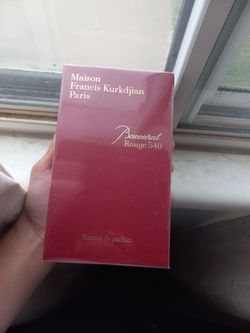 Maison
Francis Kurkdjian
Paris
Baccarat
Rouge 540
Extrait de parfum